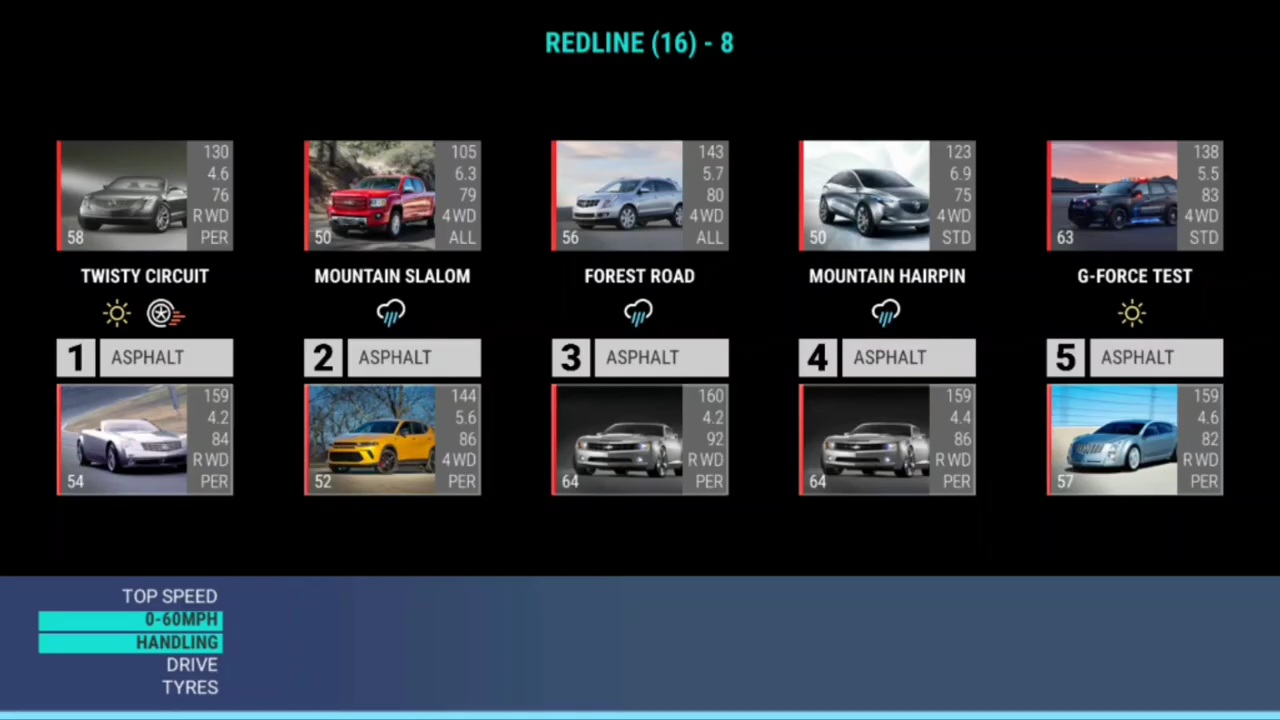 REDLINE (16) - 8
130
4.6
76
RWD
PER
58
105
6.3
79
4WD
ALL
50
143
5.7
80
4WD
ALL
56
123
6.9
75
4WD
STD
50
138
5.5
83
4WD
STD
63
TWISTY CIRCUIT
MOUNTAIN SLALOM
FOREST ROAD
MOUNTAIN HAIRPIN
G-FORCE TEST
1 ASPHALT
2 ASPHALT
3 ASPHALT
4 ASPHALT
5 ASPHALT
159
4.2
84
RWD
PER
54
144
5.6
86
4WD
PER
52
160
4.2
92
RWD
PER
64
159
4.4
86
RWD
PER
64
159
4.6
82
RWD
PER
57
TOP SPEED
0-60MPH
HANDLING
DRIVE
TYRES